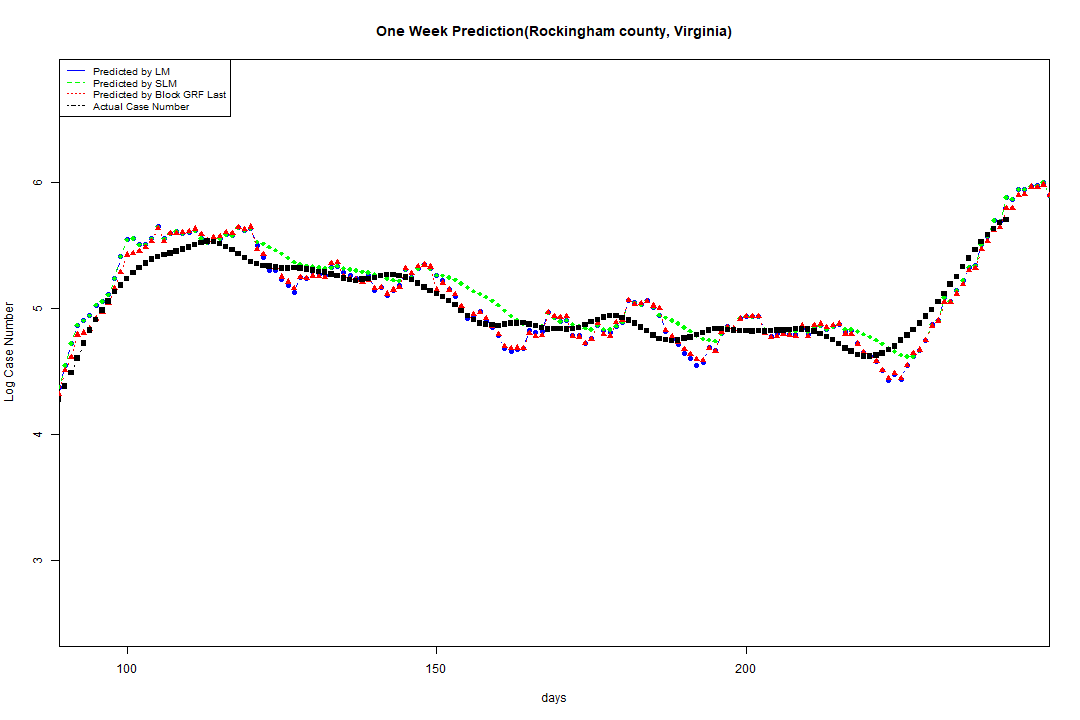 One Week Prediction(Rockingham county, Virginia)
Predicted by LM
Predicted by SLM
Predicted by Block GRF Last
Actual Case Number
6
5
4
3
Log Case Number
100 150 200
days